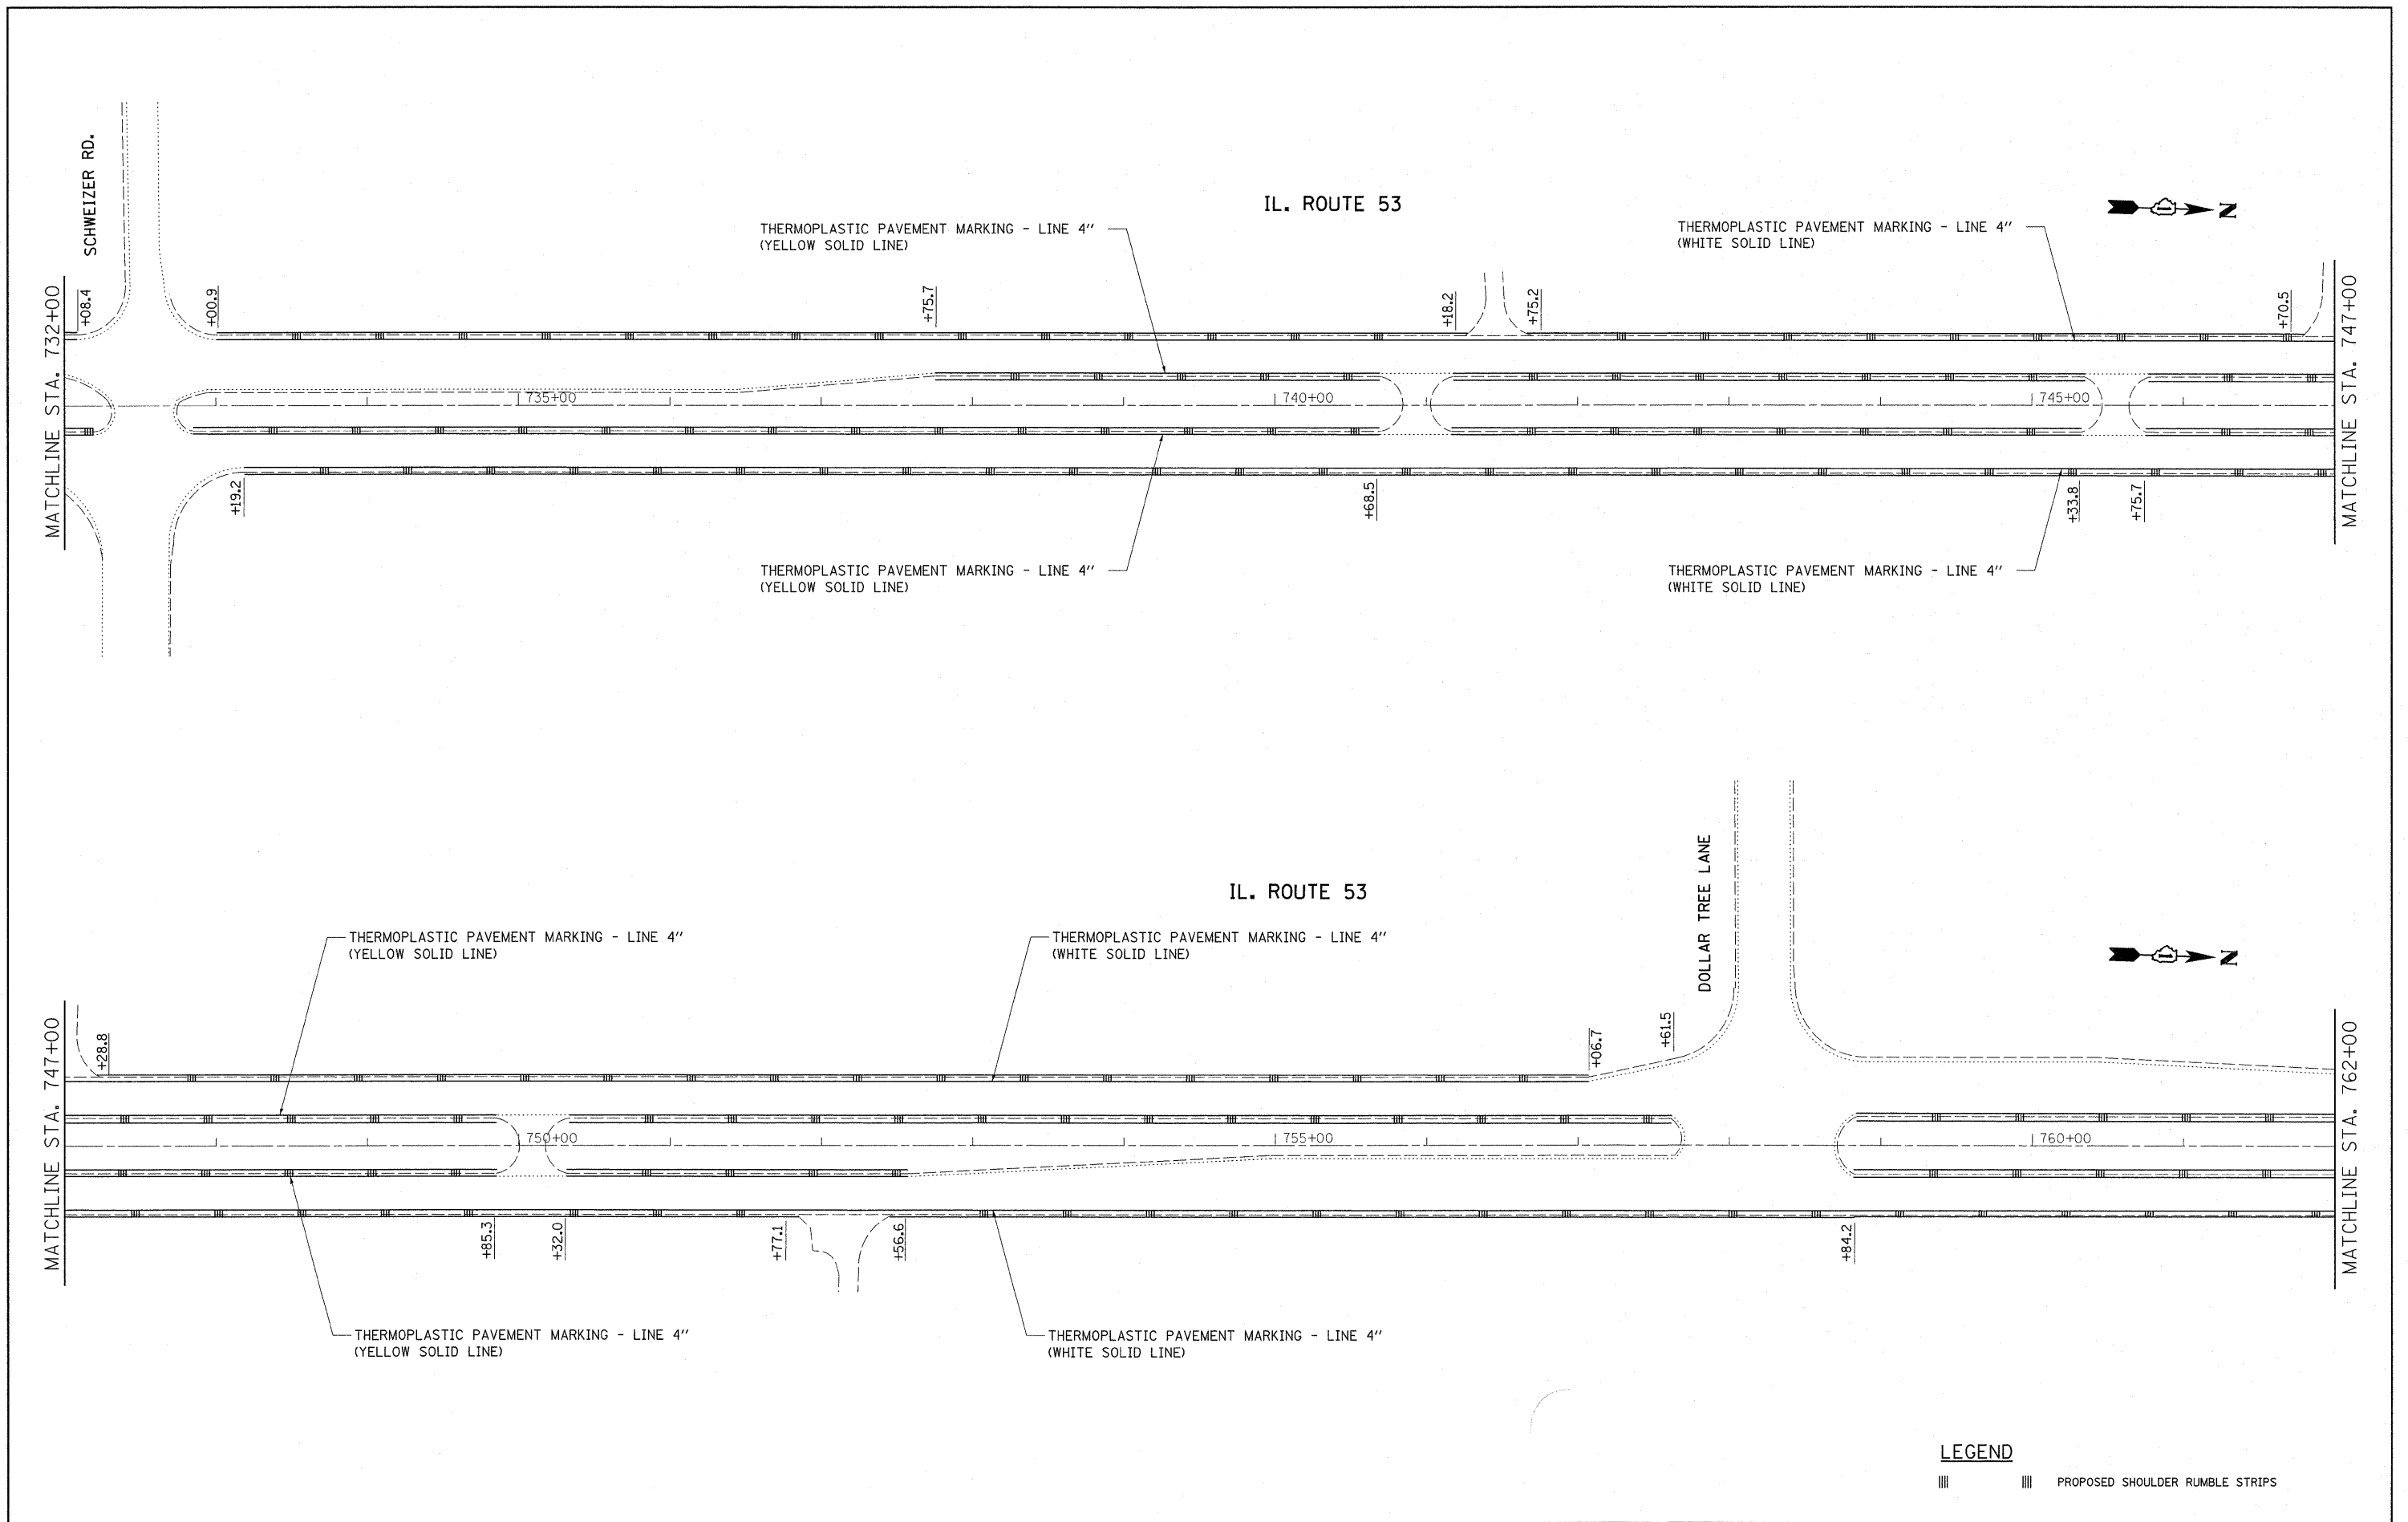 SCHWEIZER RD.
IL. ROUTE 53
THERMOPLASTIC PAVEMENT MARKING - LINE 4"
(YELLOW SOLID LINE)
THERMOPLASTIC PAVEMENT MARKING - LINE 4"
(WHITE SOLID LINE)
N
MATCHLINE STA. 732+00
+08.4
+00.9
+75.7
+18.2
+75.2
+70.5
MATCHLINE STA. 747+00
735+00
740+00
745+00
+19.2
+68.5
+33.8
+75.7
THERMOPLASTIC PAVEMENT MARKING - LINE 4"
(YELLOW SOLID LINE)
THERMOPLASTIC PAVEMENT MARKING - LINE 4"
(WHITE SOLID LINE)
IL. ROUTE 53
DOLLAR TREE LANE
THERMOPLASTIC PAVEMENT MARKING - LINE 4"
(YELLOW SOLID LINE)
THERMOPLASTIC PAVEMENT MARKING - LINE 4"
(WHITE SOLID LINE)
N
MATCHLINE STA. 747+00
+28.8
+06.7
+61.5
MATCHLINE STA. 762+00
750+00
755+00
760+00
+85.3
+32.0
+77.1
+56.6
+84.2
THERMOPLASTIC PAVEMENT MARKING - LINE 4"
(YELLOW SOLID LINE)
THERMOPLASTIC PAVEMENT MARKING - LINE 4"
(WHITE SOLID LINE)
LEGEND
PROPOSED SHOULDER RUMBLE STRIPS